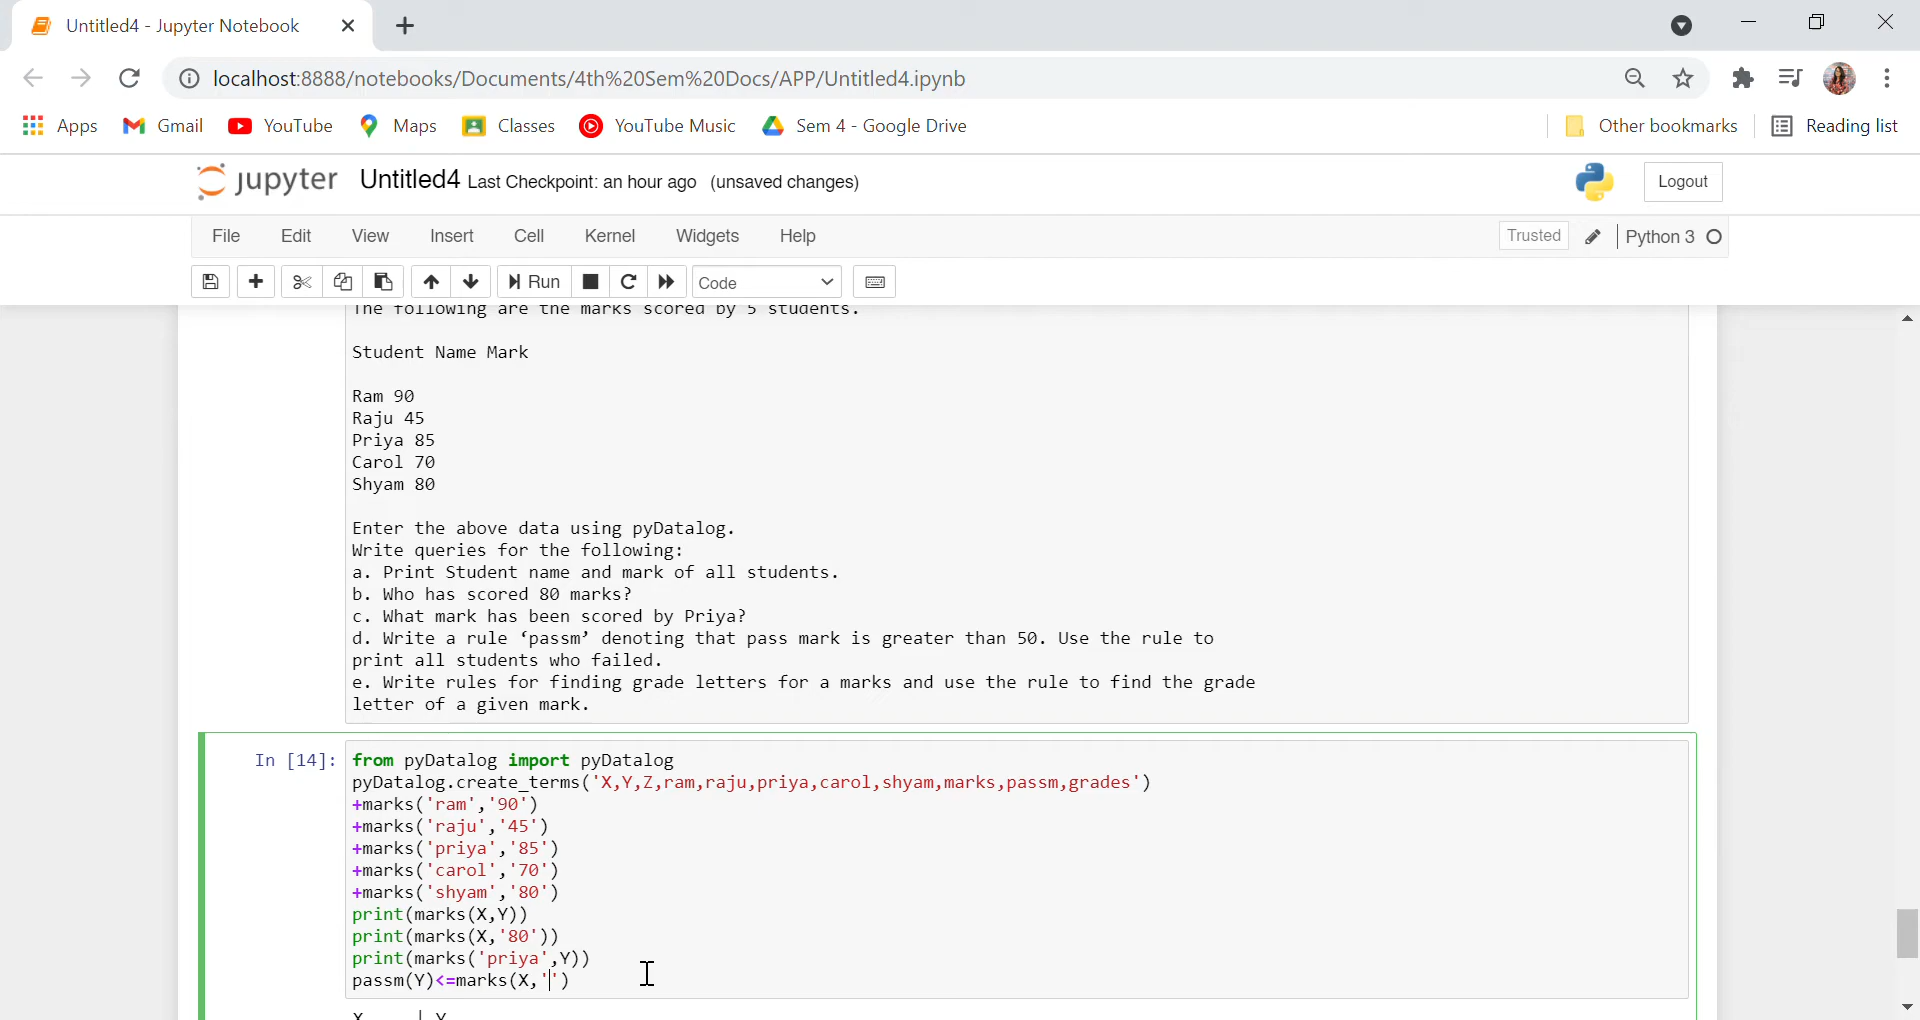 Untitled4 - Jupyter Notebook
localhost:8888/notebooks/Documents/4th%20Sem%20Docs/APP/Untitled4.ipynb
Apps Gmail YouTube Maps Classes YouTube Music Sem 4 - Google Drive Other bookmarks Reading list
jupyter Untitled4 Last Checkpoint: an hour ago (unsaved changes) Logout
File Edit View Insert Cell Kernel Widgets Help Trusted Python 3
Run Code
The following are the marks scored by 5 students.
Student Name Mark
Ram 90
Raju 45
Priya 85
Carol 70
Shyam 80
Enter the above data using pyDatalog.
Write queries for the following:
a. Print Student name and mark of all students.
b. Who has scored 80 marks?
c. What mark has been scored by Priya?
d. Write a rule ‘passm’ denoting that pass mark is greater than 50. Use the rule to
print all students who failed.
e. Write rules for finding grade letters for a marks and use the rule to find the grade
letter of a given mark.
In [14]: from pyDatalog import pyDatalog
pyDatalog.create_terms('X,Y,Z,ram,raju,priya,carol,shyam,marks,passm,grades')
+marks('ram','90')
+marks('raju','45')
+marks('priya','85')
+marks('carol','70')
+marks('shyam','80')
print(marks(X,Y))
print(marks(X,'80'))
print(marks('priya',Y))
passm(Y)<=marks(X,'')
X | Y